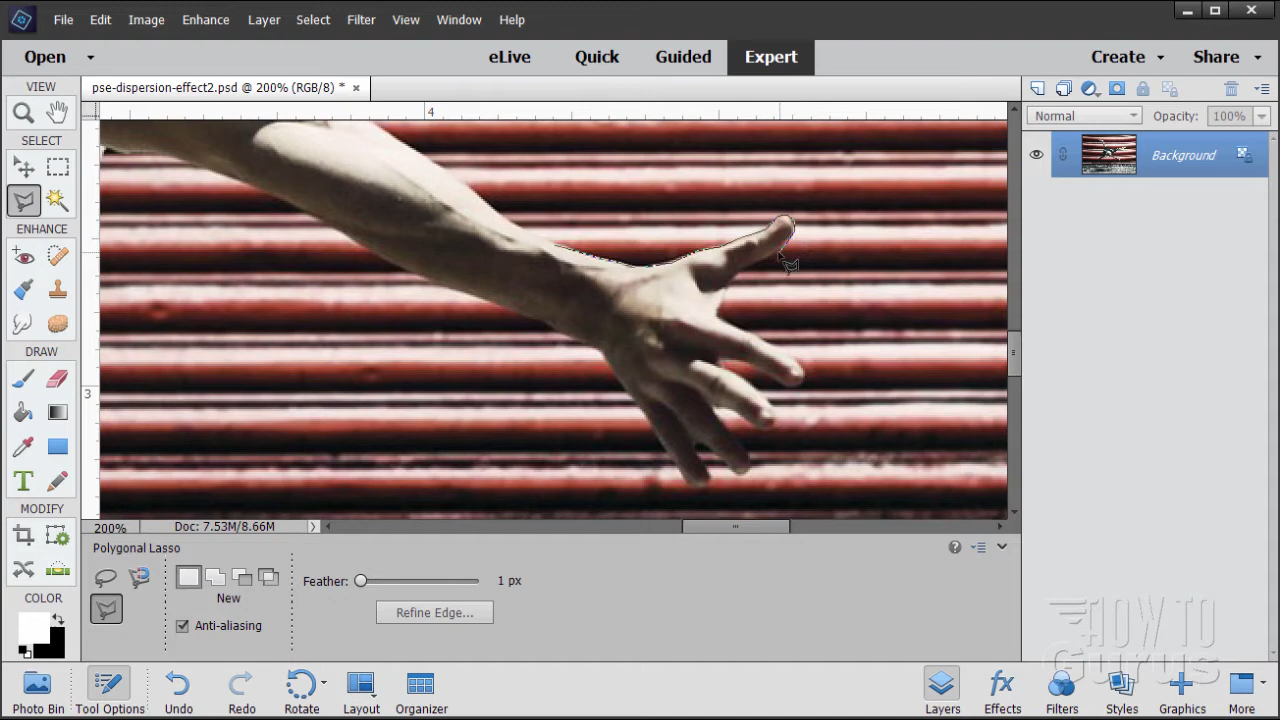 File Edit Image Enhance Layer Select Filter View Window Help
Open eLive Quick Guided Expert Create Share
VIEW
pse-dispersion-effect2.psd @ 200% (RGB/8) *
4
Normal Opacity: 100%
SELECT
Background
ENHANCE
DRAW
3
MODIFY
200% Doc: 7.53M/8.66M
Polygonal Lasso
Feather: 1 px
New
COLOR
Refine Edge...
Anti-aliasing
HOW TO
Gurus
Photo Bin Tool Options Undo Redo Rotate Layout Organizer Layers Effects Filters Styles Graphics More